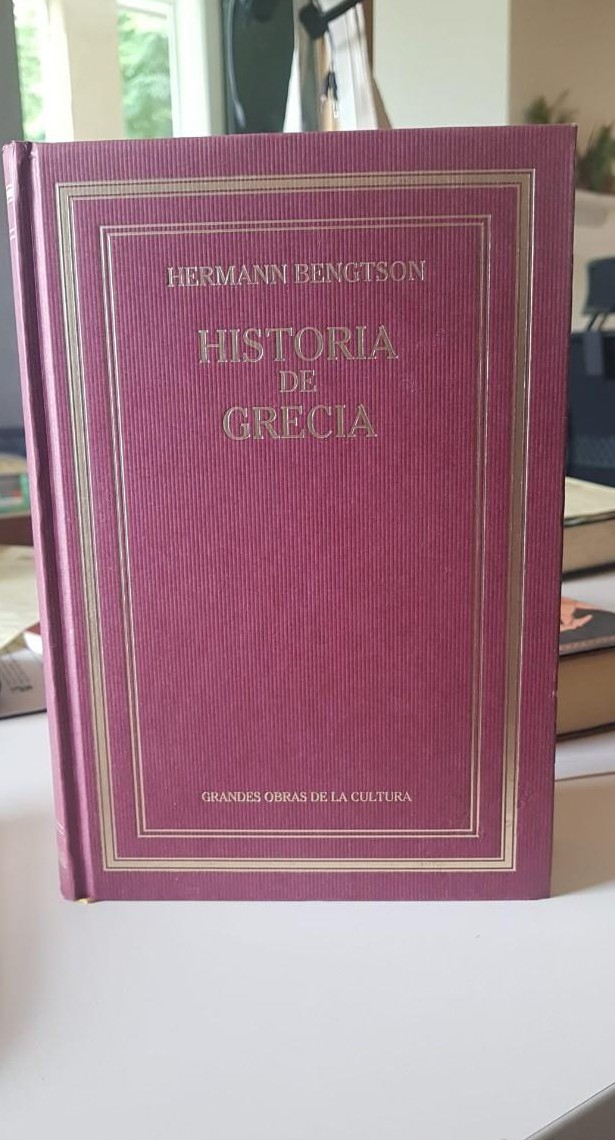 HERMANN BENGTSON
HISTORIA
DE
GRECIA
GRANDES OBRAS DE LA CULTURA